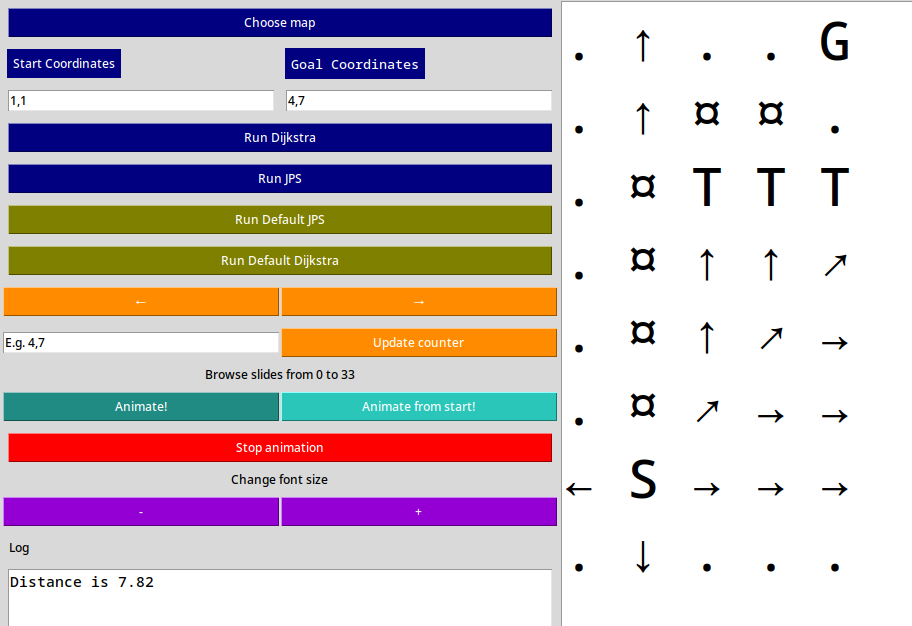 Choose map
Start Coordinates
Goal Coordinates
1,1
4,7
Run Dijkstra
Run JPS
Run Default JPS
Run Default Dijkstra
← →
E.g. 4,7
Update counter
Browse slides from 0 to 33
Animate!
Animate from start!
Stop animation
Change font size
- +
Log
Distance is 7.82
. ↑ . . G
. ↑ ¤ ¤ .
. ¤ T T T
. ¤ ↑ ↑ ↗
. ¤ ↑ ↗ →
. ¤ ↗ → →
← S → → →
. ↓ . . .